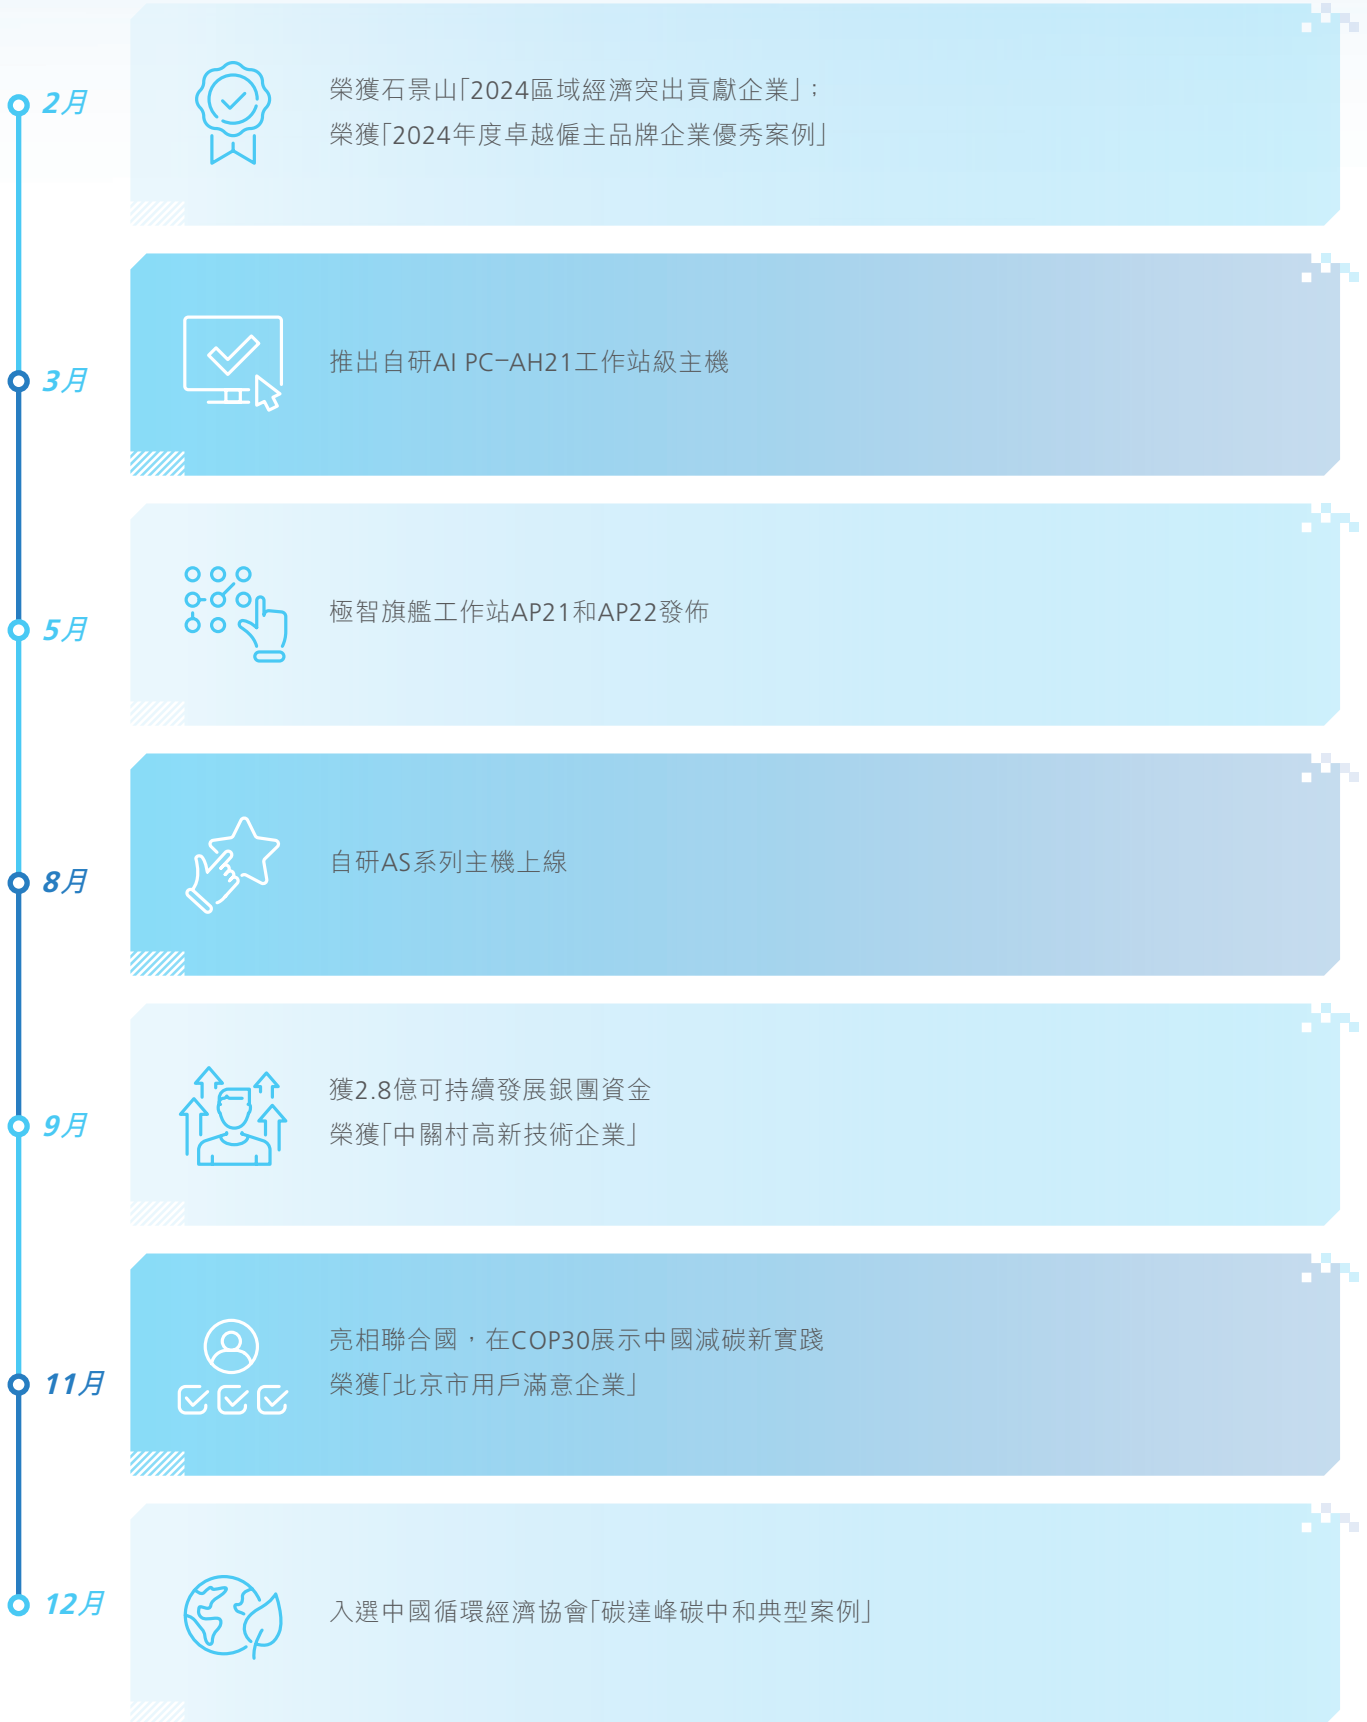 2月
榮獲石景山「2024區域經濟突出貢獻企業」；
榮獲「2024年度卓越僱主品牌企業優秀案例」
3月
推出自研AI PC–AH21工作站級主機
5月
極智旗艦工作站AP21和AP22發佈
8月
自研AS系列主機上線
9月
獲2.8億可持續發展銀團資金
榮獲「中關村高新技術企業」
11月
亮相聯合國，在COP30展示中國減碳新實踐
榮獲「北京市用戶滿意企業」
12月
入選中國循環經濟協會「碳達峰碳中和典型案例」